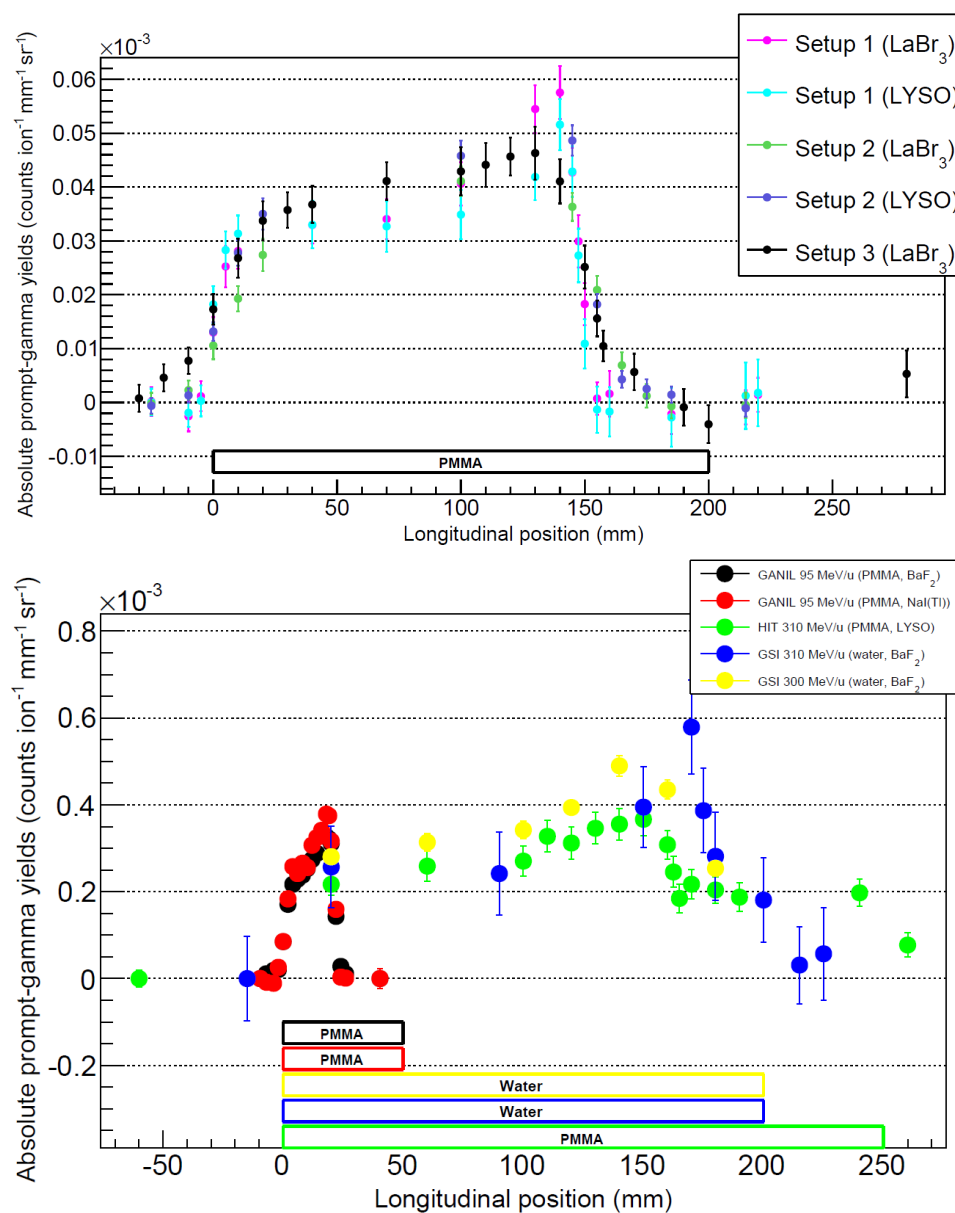 ×10⁻³
Setup 1 (LaBr₃)
Setup 1 (LYSO)
Setup 2 (LaBr₃)
Setup 2 (LYSO)
Setup 3 (LaBr₃)
Absolute prompt-gamma yields (counts ion⁻¹ mm⁻¹ sr⁻¹)
0.06
0.05
0.04
0.03
0.02
0.01
0
-0.01
PMMA
0 50 100 150 200 250
Longitudinal position (mm)
×10⁻³
GANIL 95 MeV/u (PMMA, BaF₂)
GANIL 95 MeV/u (PMMA, NaI(Tl))
HIT 310 MeV/u (PMMA, LYSO)
GSI 310 MeV/u (water, BaF₂)
GSI 300 MeV/u (water, BaF₂)
Absolute prompt-gamma yields (counts ion⁻¹ mm⁻¹ sr⁻¹)
0.8
0.6
0.4
0.2
0
-0.2
PMMA
PMMA
Water
Water
PMMA
-50 0 50 100 150 200 250
Longitudinal position (mm)